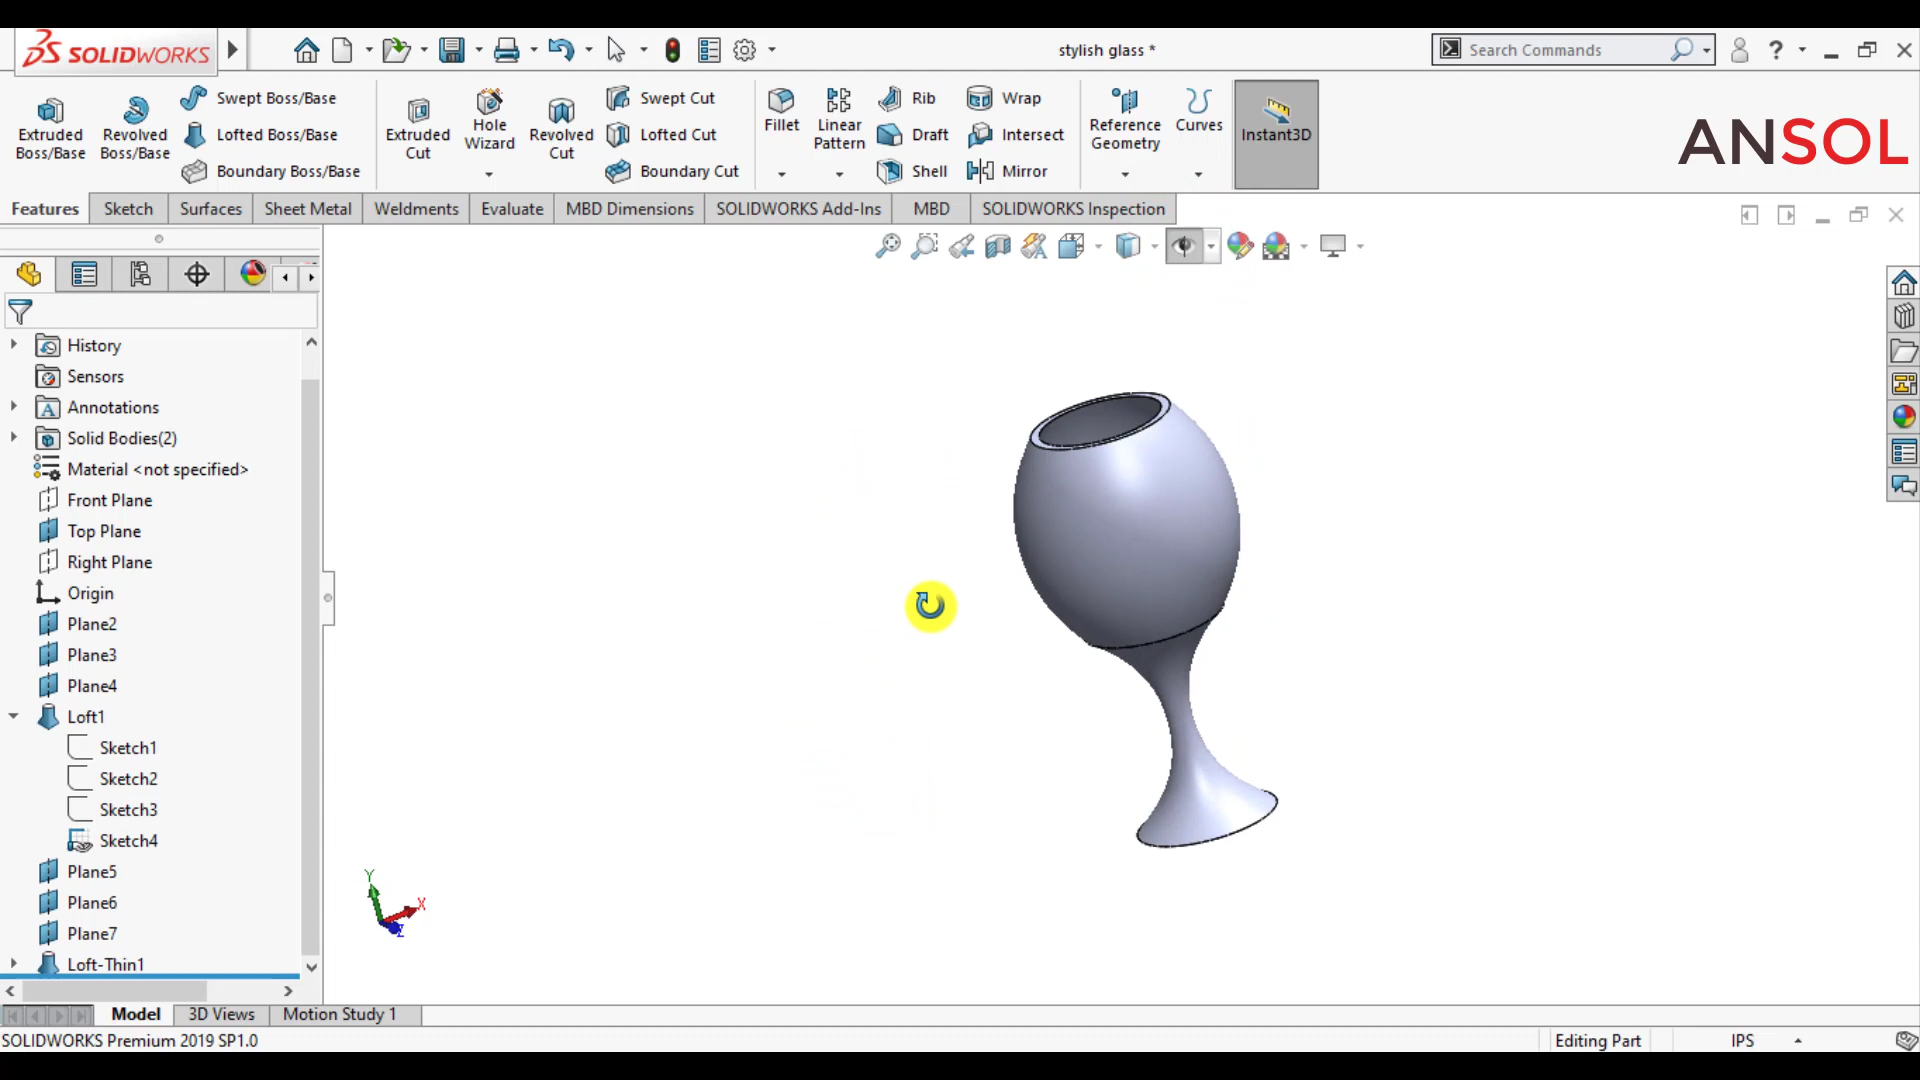 SOLIDWORKS
stylish glass *
Search Commands
?
Extruded Boss/Base
Revolved Boss/Base
Swept Boss/Base
Lofted Boss/Base
Boundary Boss/Base
Extruded Cut
Hole Wizard
Revolved Cut
Swept Cut
Lofted Cut
Boundary Cut
Fillet
Linear Pattern
Rib
Draft
Shell
Wrap
Intersect
Mirror
Reference Geometry
Curves
Instant3D
ANSOL
Features
Sketch
Surfaces
Sheet Metal
Weldments
Evaluate
MBD Dimensions
SOLIDWORKS Add-Ins
MBD
SOLIDWORKS Inspection
History
Sensors
Annotations
Solid Bodies(2)
Material <not specified>
Front Plane
Top Plane
Right Plane
Origin
Plane2
Plane3
Plane4
Loft1
Sketch1
Sketch2
Sketch3
Sketch4
Plane5
Plane6
Plane7
Loft-Thin1
Y
X
Z
Model
3D Views
Motion Study 1
SOLIDWORKS Premium 2019 SP1.0
Editing Part
IPS